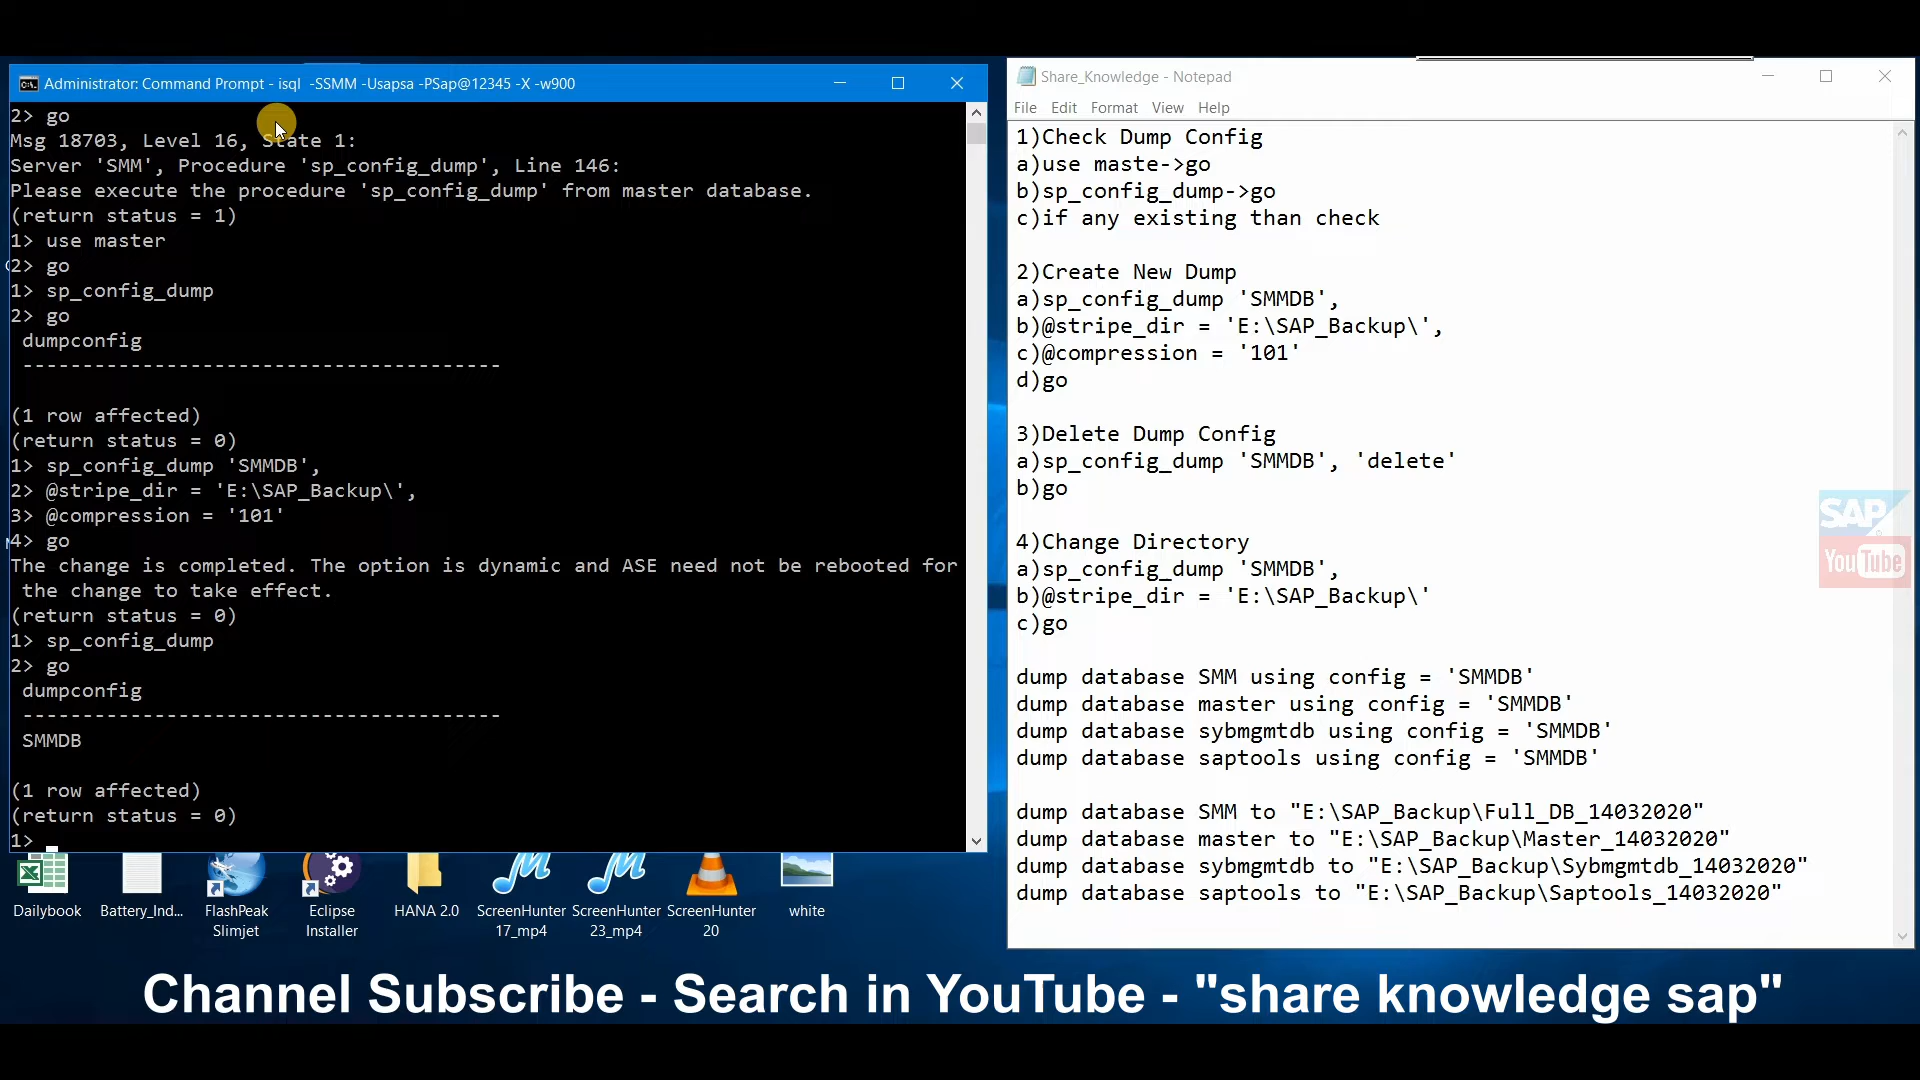 Administrator: Command Prompt - isql  -SSMM -Usapsa -PSap@12345 -X -w900
2> go
Msg 18703, Level 16, State 1:
Server 'SMM', Procedure 'sp_config_dump', Line 146:
Please execute the procedure 'sp_config_dump' from master database.
(return status = 1)
1> use master
2> go
1> sp_config_dump
2> go
dumpconfig
----------------------------------------
(1 row affected)
(return status = 0)
1> sp_config_dump 'SMMDB',
2> @stripe_dir = 'E:\SAP_Backup\',
3> @compression = '101'
4> go
The change is completed. The option is dynamic and ASE need not be rebooted for
the change to take effect.
(return status = 0)
1> sp_config_dump
2> go
dumpconfig
----------------------------------------
SMMDB
(1 row affected)
(return status = 0)
1>
Share_Knowledge - Notepad
File Edit Format View Help
1)Check Dump Config
a)use maste->go
b)sp_config_dump->go
c)if any existing than check
2)Create New Dump
a)sp_config_dump 'SMMDB',
b)@stripe_dir = 'E:\SAP_Backup\',
c)@compression = '101'
d)go
3)Delete Dump Config
a)sp_config_dump 'SMMDB', 'delete'
b)go
4)Change Directory
a)sp_config_dump 'SMMDB',
b)@stripe_dir = 'E:\SAP_Backup\'
c)go
dump database SMM using config = 'SMMDB'
dump database master using config = 'SMMDB'
dump database sybmgmtdb using config = 'SMMDB'
dump database saptools using config = 'SMMDB'
dump database SMM to "E:\SAP_Backup\Full_DB_14032020"
dump database master to "E:\SAP_Backup\Master_14032020"
dump database sybmgmtdb to "E:\SAP_Backup\Sybmgmtdb_14032020"
dump database saptools to "E:\SAP_Backup\Saptools_14032020"
SAP
YouTube
Dailybook
Battery_Ind...
FlashPeak
Slimjet
Eclipse
Installer
HANA 2.0
ScreenHunter
17_mp4
ScreenHunter
23_mp4
ScreenHunter
20
white
Channel Subscribe - Search in YouTube - "share knowledge sap"